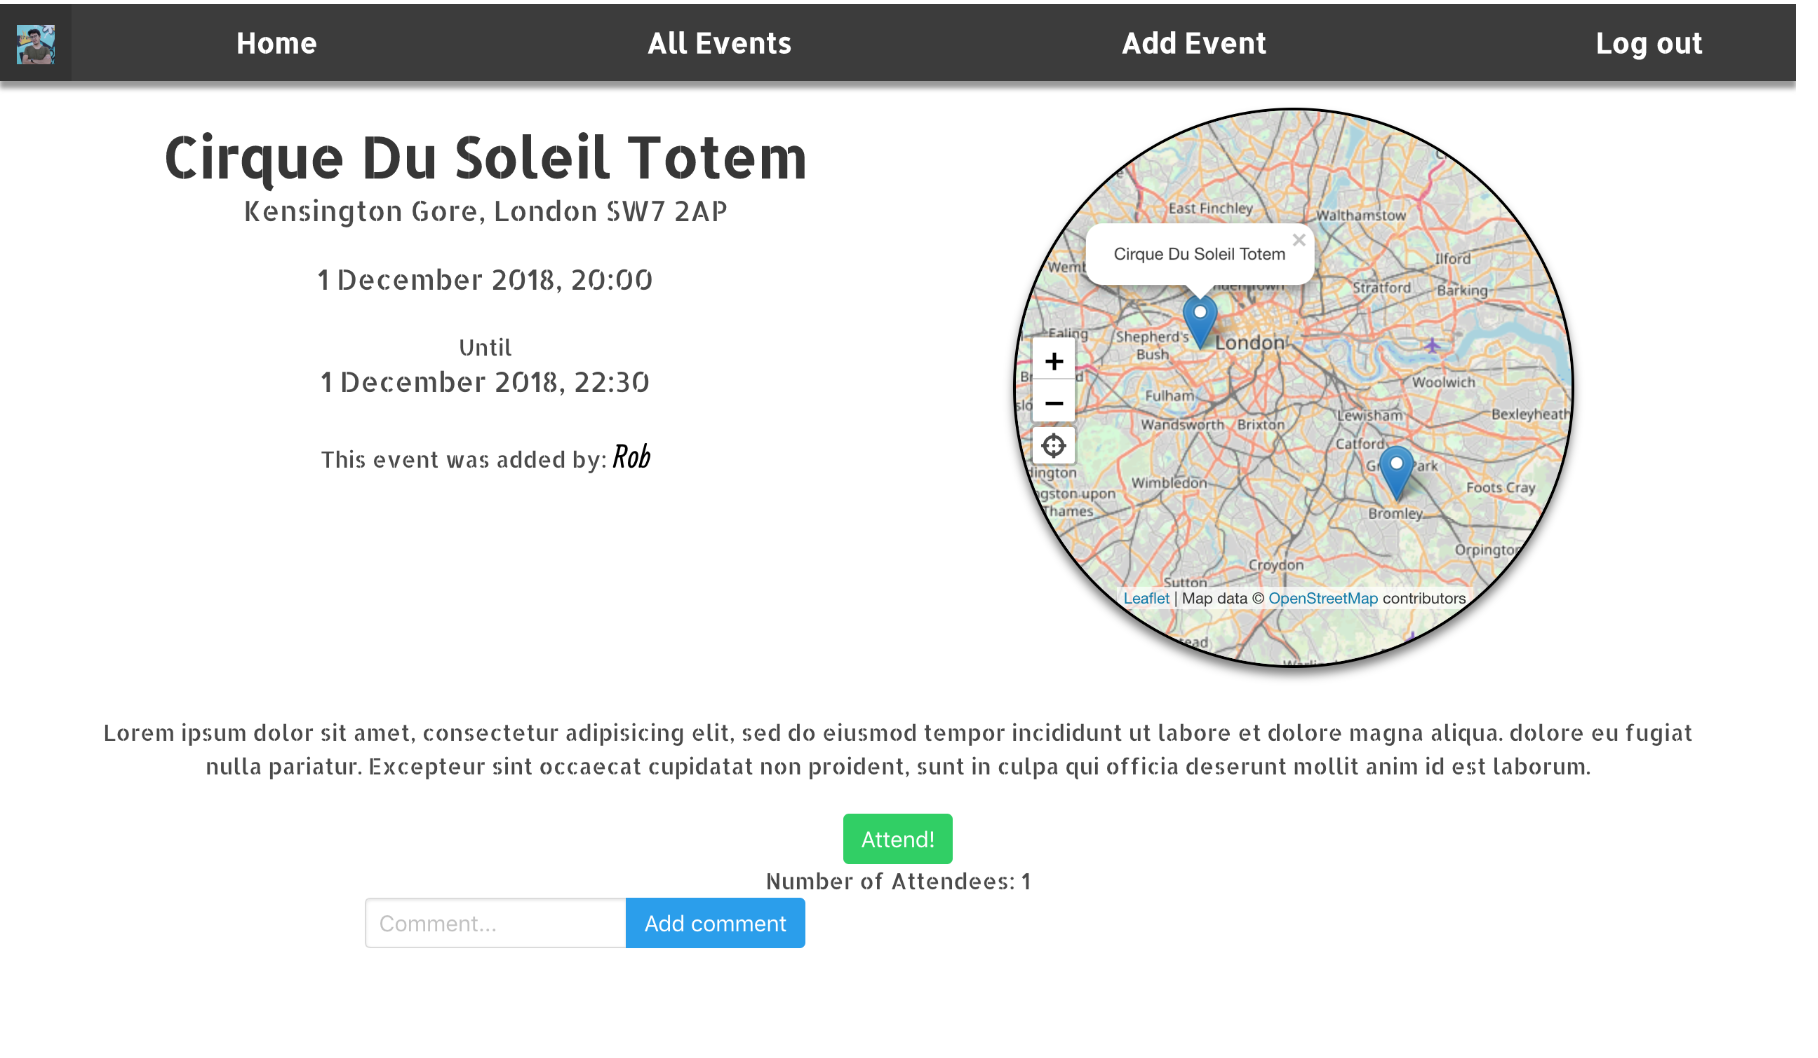 Home
All Events
Add Event
Log out
Cirque Du Soleil Totem
Kensington Gore, London SW7 2AP
1 December 2018, 20:00
Until
1 December 2018, 22:30
This event was added by: Rob
East Finchley
Walthamstow
Cirque Du Soleil Totem
×
Ilford
Stratford
Barking
Ealing
Shepherd's
Bush
London
+
−
Woolwich
Fulham
Lewisham
Bexleyheath
Wandsworth
Brixton
Catford
Park
Wimbledon
Foots Cray
Thames
Bromley
Orpington
Croydon
Sutton
Leaflet | Map data © OpenStreetMap contributors
Lorem ipsum dolor sit amet, consectetur adipisicing elit, sed do eiusmod tempor incididunt ut labore et dolore magna aliqua. dolore eu fugiat
nulla pariatur. Excepteur sint occaecat cupidatat non proident, sunt in culpa qui officia deserunt mollit anim id est laborum.
Attend!
Number of Attendees: 1
Comment...
Add comment